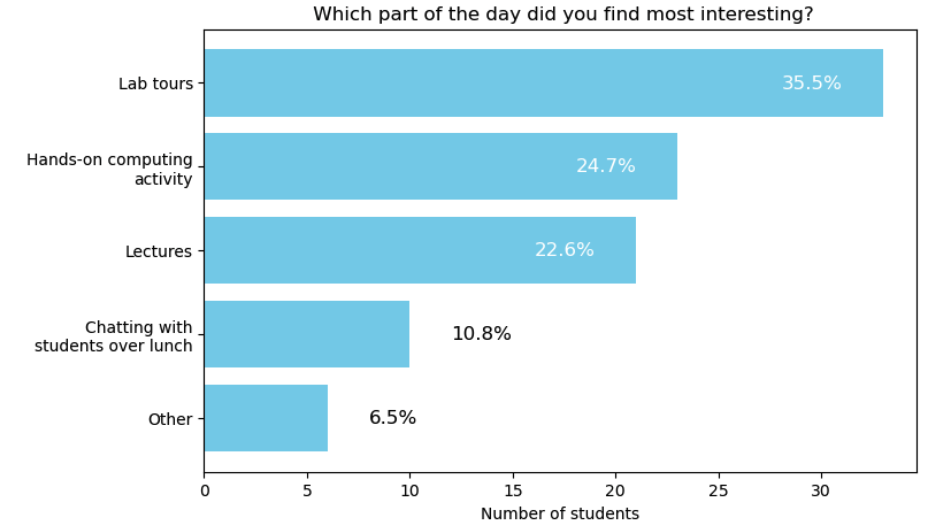 Which part of the day did you find most interesting?
Lab tours
35.5%
Hands-on computing
activity
24.7%
Lectures
22.6%
Chatting with
students over lunch
10.8%
Other
6.5%
0 5 10 15 20 25 30
Number of students